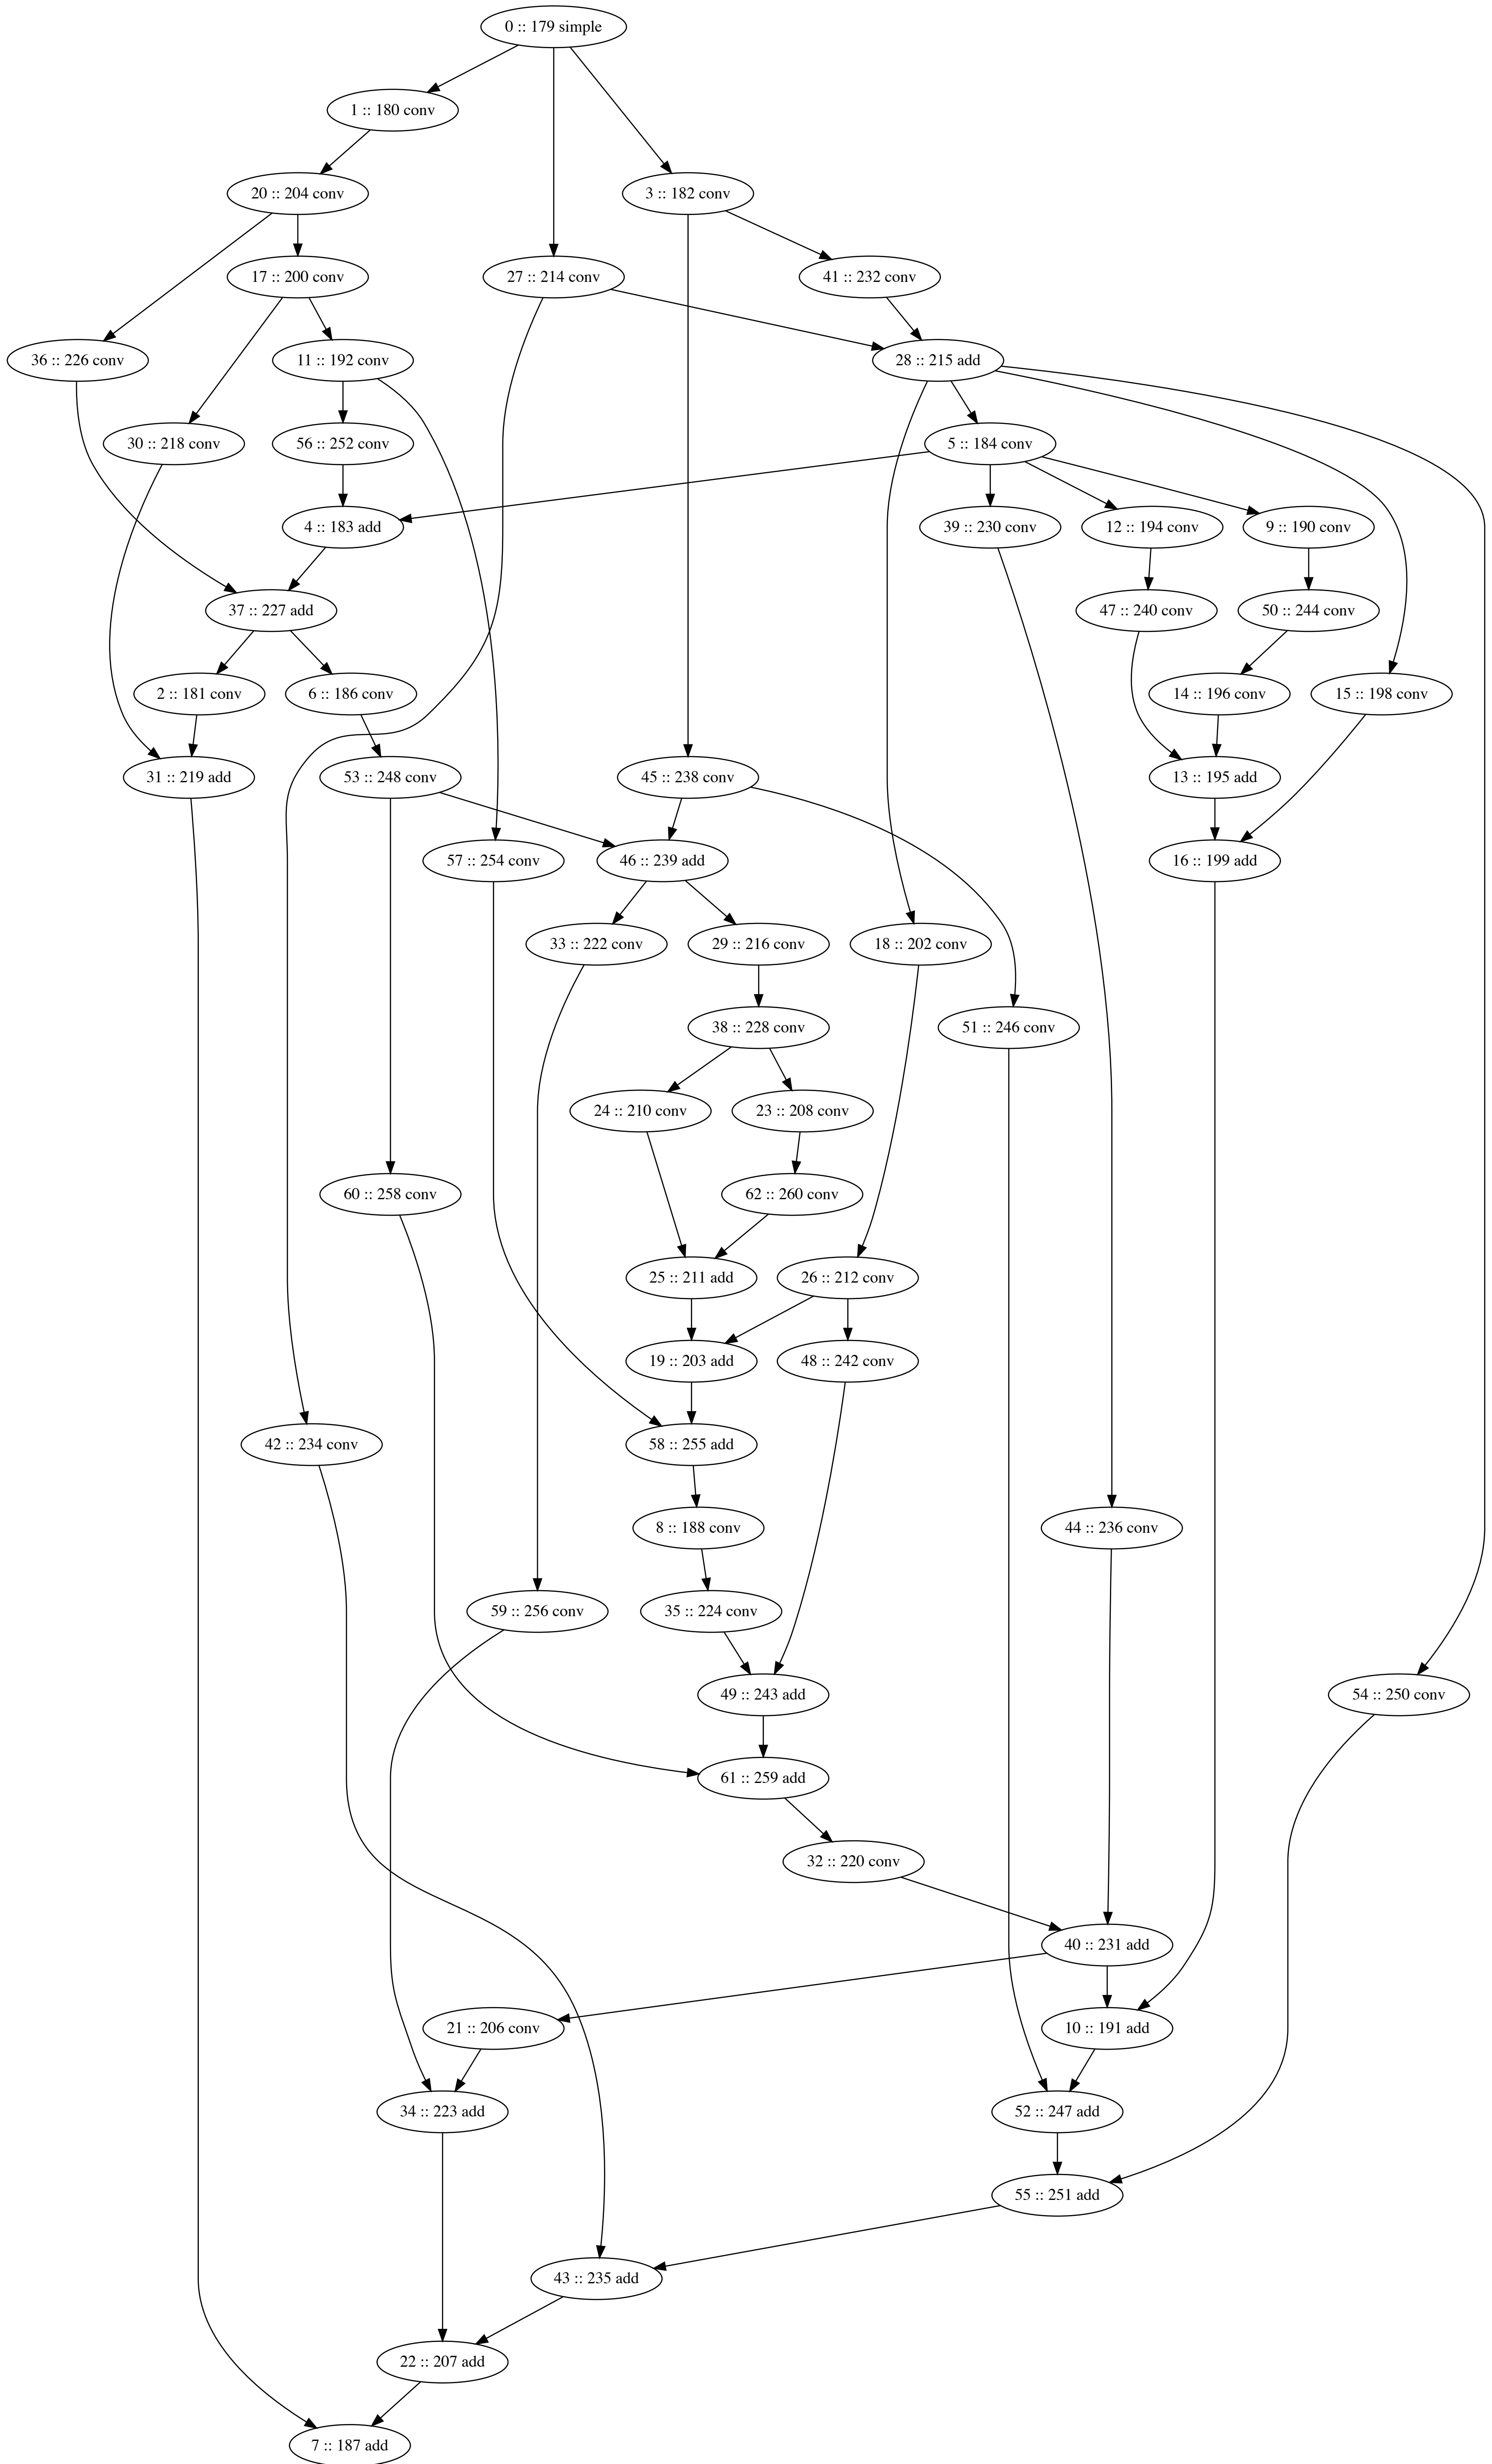 0 :: 179 simple
1 :: 180 conv
20 :: 204 conv
3 :: 182 conv
17 :: 200 conv
27 :: 214 conv
41 :: 232 conv
36 :: 226 conv
11 :: 192 conv
28 :: 215 add
30 :: 218 conv
56 :: 252 conv
5 :: 184 conv
4 :: 183 add
39 :: 230 conv
12 :: 194 conv
9 :: 190 conv
37 :: 227 add
47 :: 240 conv
50 :: 244 conv
2 :: 181 conv
6 :: 186 conv
14 :: 196 conv
15 :: 198 conv
31 :: 219 add
53 :: 248 conv
45 :: 238 conv
13 :: 195 add
57 :: 254 conv
46 :: 239 add
16 :: 199 add
33 :: 222 conv
29 :: 216 conv
18 :: 202 conv
38 :: 228 conv
51 :: 246 conv
24 :: 210 conv
23 :: 208 conv
60 :: 258 conv
62 :: 260 conv
25 :: 211 add
26 :: 212 conv
19 :: 203 add
48 :: 242 conv
42 :: 234 conv
58 :: 255 add
8 :: 188 conv
44 :: 236 conv
59 :: 256 conv
35 :: 224 conv
49 :: 243 add
54 :: 250 conv
61 :: 259 add
32 :: 220 conv
40 :: 231 add
21 :: 206 conv
10 :: 191 add
34 :: 223 add
52 :: 247 add
55 :: 251 add
43 :: 235 add
22 :: 207 add
7 :: 187 add